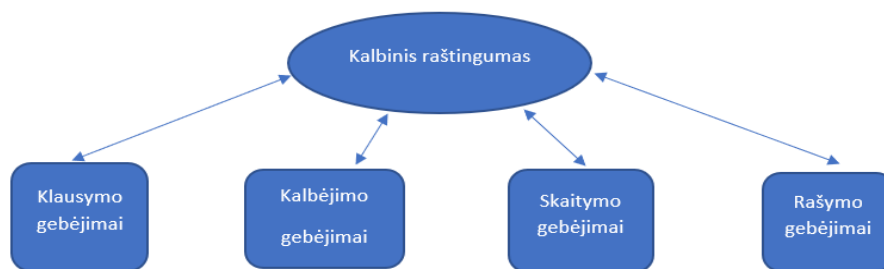 Kalbinis raštingumas
Klausymo
gebėjimai
Kalbėjimo
gebėjimai
Skaitymo
gebėjimai
Rašymo
gebėjimai